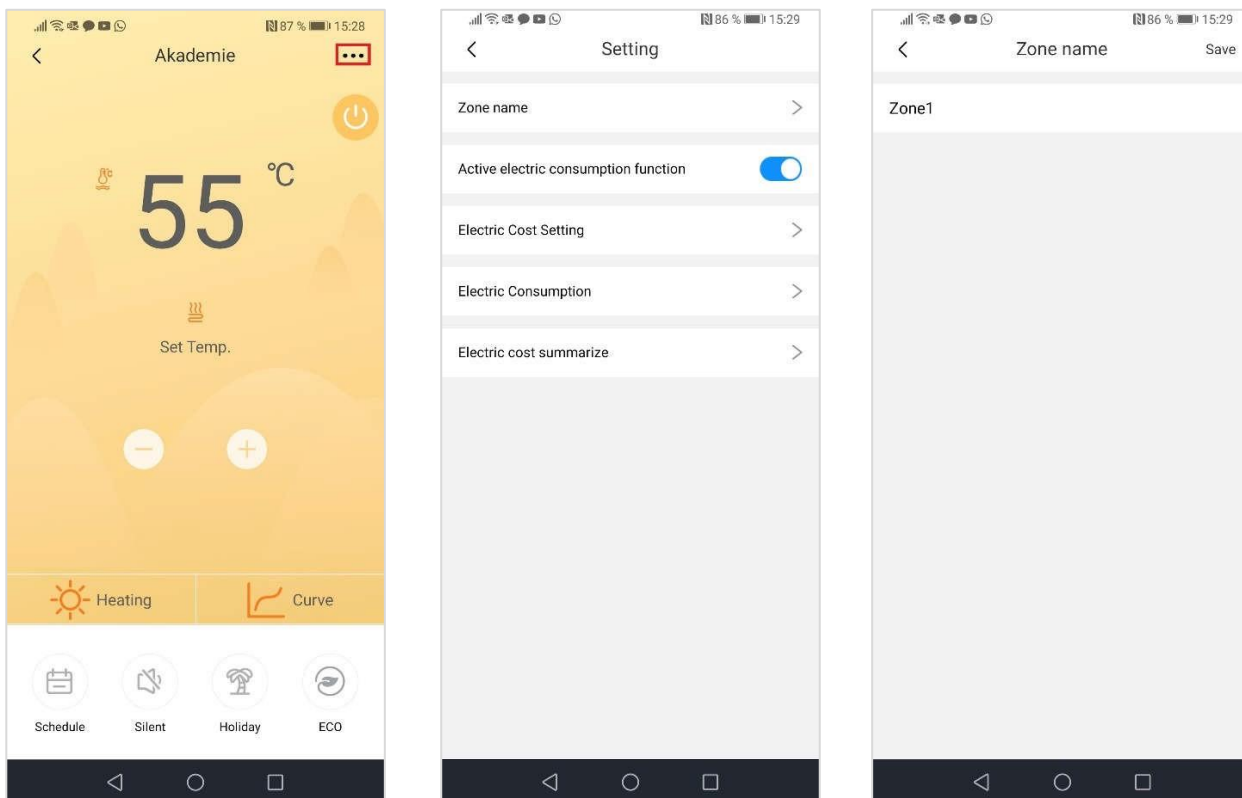 87 % 15:28
Akademie
55 °C
Set Temp.
Heating
Curve
Schedule
Silent
Holiday
ECO
86 % 15:29
Setting
Zone name
Active electric consumption function
Electric Cost Setting
Electric Consumption
Electric cost summarize
86 % 15:29
Zone name
Save
Zone1